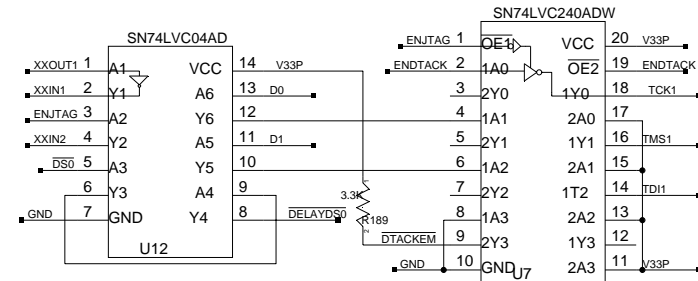 SN74LVC04AD
XXOUT1 1 A1 VCC 14 V33P
XXIN1 2 Y1 A6 13 D0
ENJTAG 3 A2 Y6 12
XXIN2 4 Y2 A5 11 D1
DS0 5 A3 Y5 10
6 Y3 A4 9
GND 7 GND Y4 8 DELAYDS0
U12
3.3K
R189
2
SN74LVC240ADW
ENJTAG 1 OE1 VCC 20 V33P
ENDTACK 2 1A0 OE2 19 ENDTACK
3 2Y0 1Y0 18 TCK1
4 1A1 2A0 17
5 2Y1 1Y1 16 TMS1
6 1A2 2A1 15
7 2Y2 1T2 14 TDI1
8 1A3 2A2 13
DTACKEM 9 2Y3 1Y3 12
GND 10 GND 2A3 11 V33P
U7